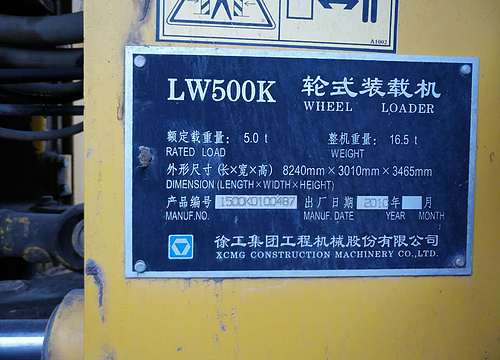 A1002
LW500K 轮式装载机
WHEEL LOADER
额定载重量: 5.0 t 整机重量: 16.5 t
RATED LOAD WEIGHT
外形尺寸 (长×宽×高) 8240mm×3010mm×3465mm
DIMENSION (LENGTH×WIDTH×HEIGHT)
产品编号 1500K0100487 出厂日期 2010 年 月
MANUF.NO. MANUF. DATE YEAR MONTH
徐工集团工程机械股份有限公司
XCMG CONSTRUCTION MACHINERY CO.,LTD.